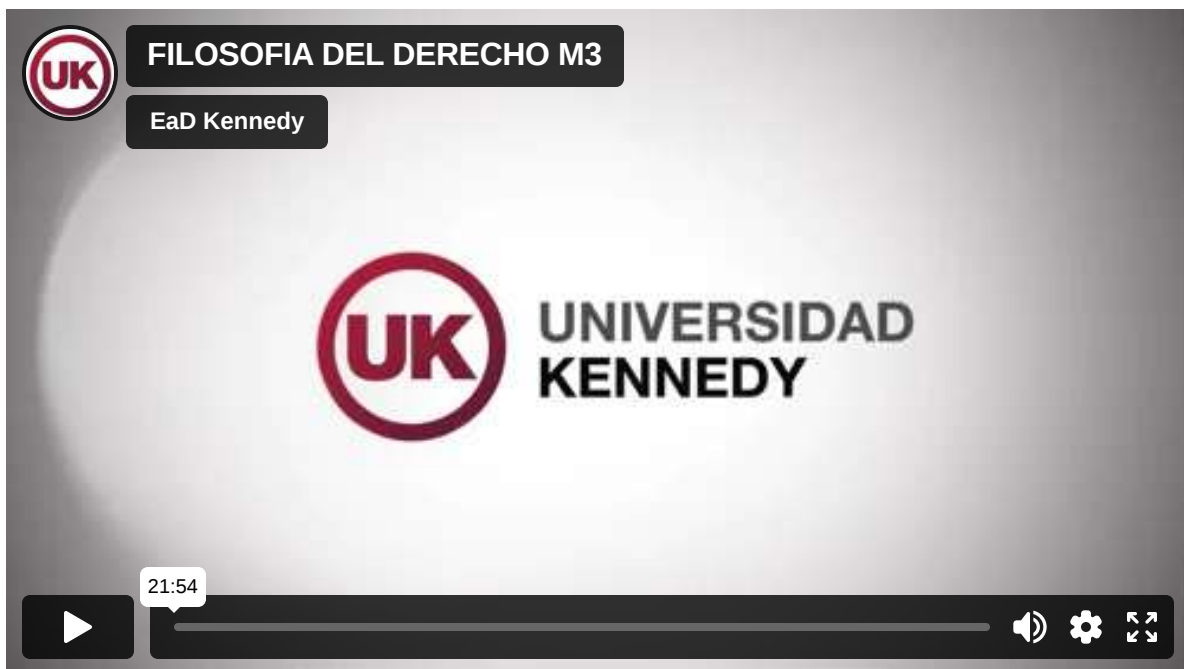 UK
FILOSOFIA DEL DERECHO M3
EaD Kennedy
UK
UNIVERSIDAD
KENNEDY
21:54